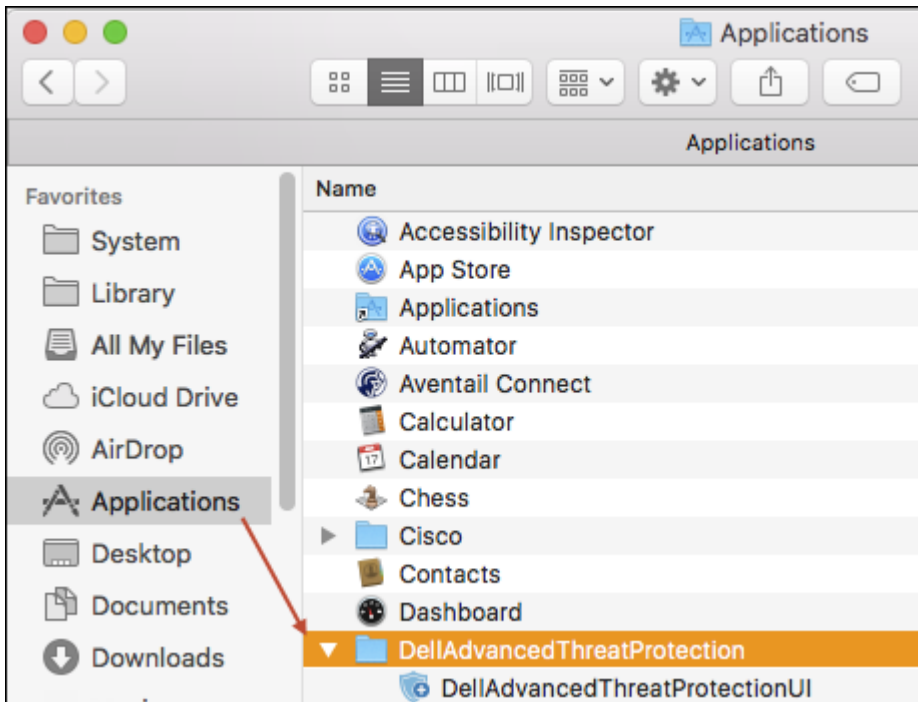 Applications
Applications
Favorites
System
Library
All My Files
iCloud Drive
AirDrop
Applications
Desktop
Documents
Downloads
Name
Accessibility Inspector
App Store
Applications
Automator
Aventail Connect
Calculator
17
Calendar
Chess
Cisco
Contacts
Dashboard
DellAdvancedThreatProtection
DellAdvancedThreatProtectionUI